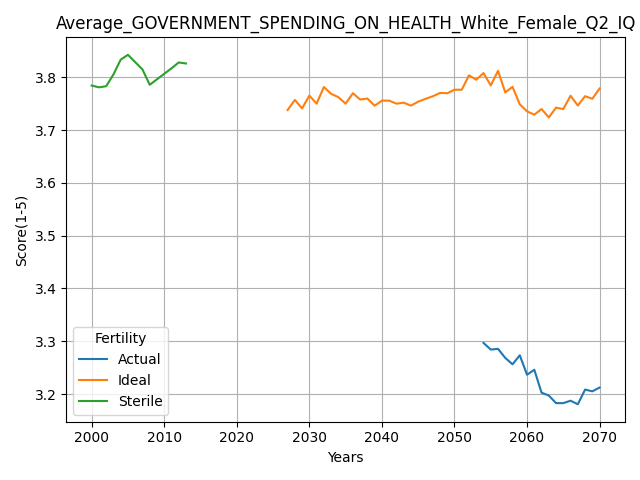 Average_GOVERNMENT_SPENDING_ON_HEALTH_White_Female_Q2_IQ
Score(1-5)
3.8
3.7
3.6
3.5
3.4
3.3
3.2
Fertility
Actual
Ideal
Sterile
2000 2010 2020 2030 2040 2050 2060 2070
Years